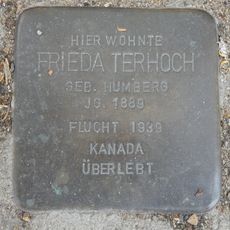 HIER WOHNTE
FRIEDA TERHOCH
GEB. HUMBERG
JG. 1889
FLUCHT 1939
KANADA
ÜBERLEBT